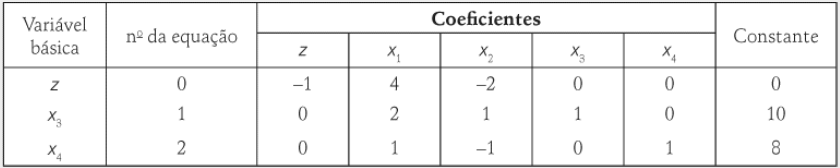 Variável básica nº da equação Coeficientes Constante
z x₁ x₂ x₃ x₄
z 0 –1 4 –2 0 0 0
x₃ 1 0 2 1 1 0 10
x₄ 2 0 1 –1 0 1 8